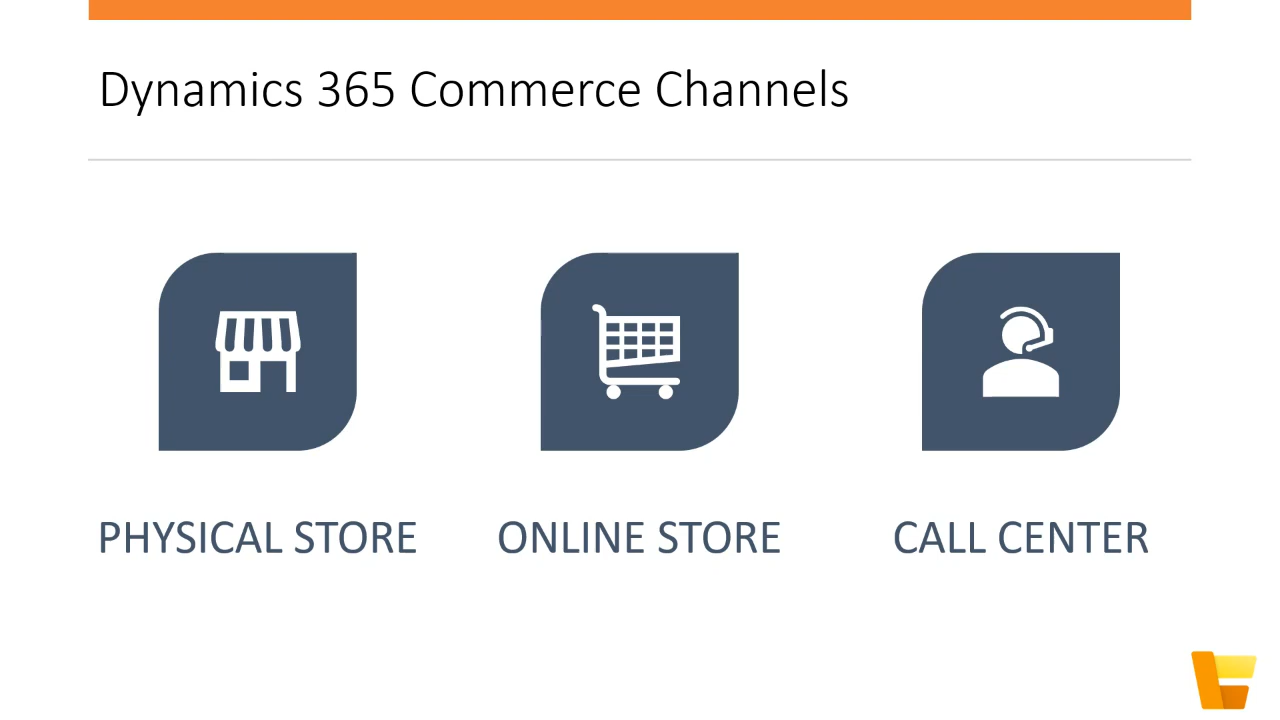 Dynamics 365 Commerce Channels
PHYSICAL STORE
ONLINE STORE
CALL CENTER